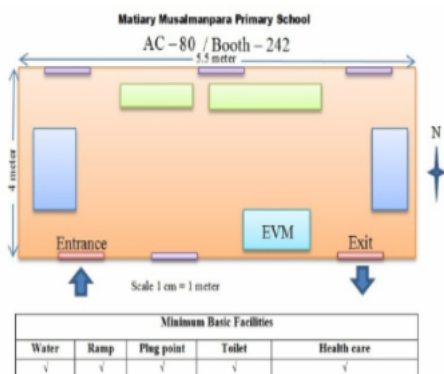 Matiary Musalmanpara Primary School
AC – 80 / Booth – 242
5.5 meter
4 meter
N
Entrance
EVM
Exit
Scale 1 cm = 1 meter
Minimum Basic Facilities
Water Ramp Plug point Toilet Health care
√ √ √ √ √